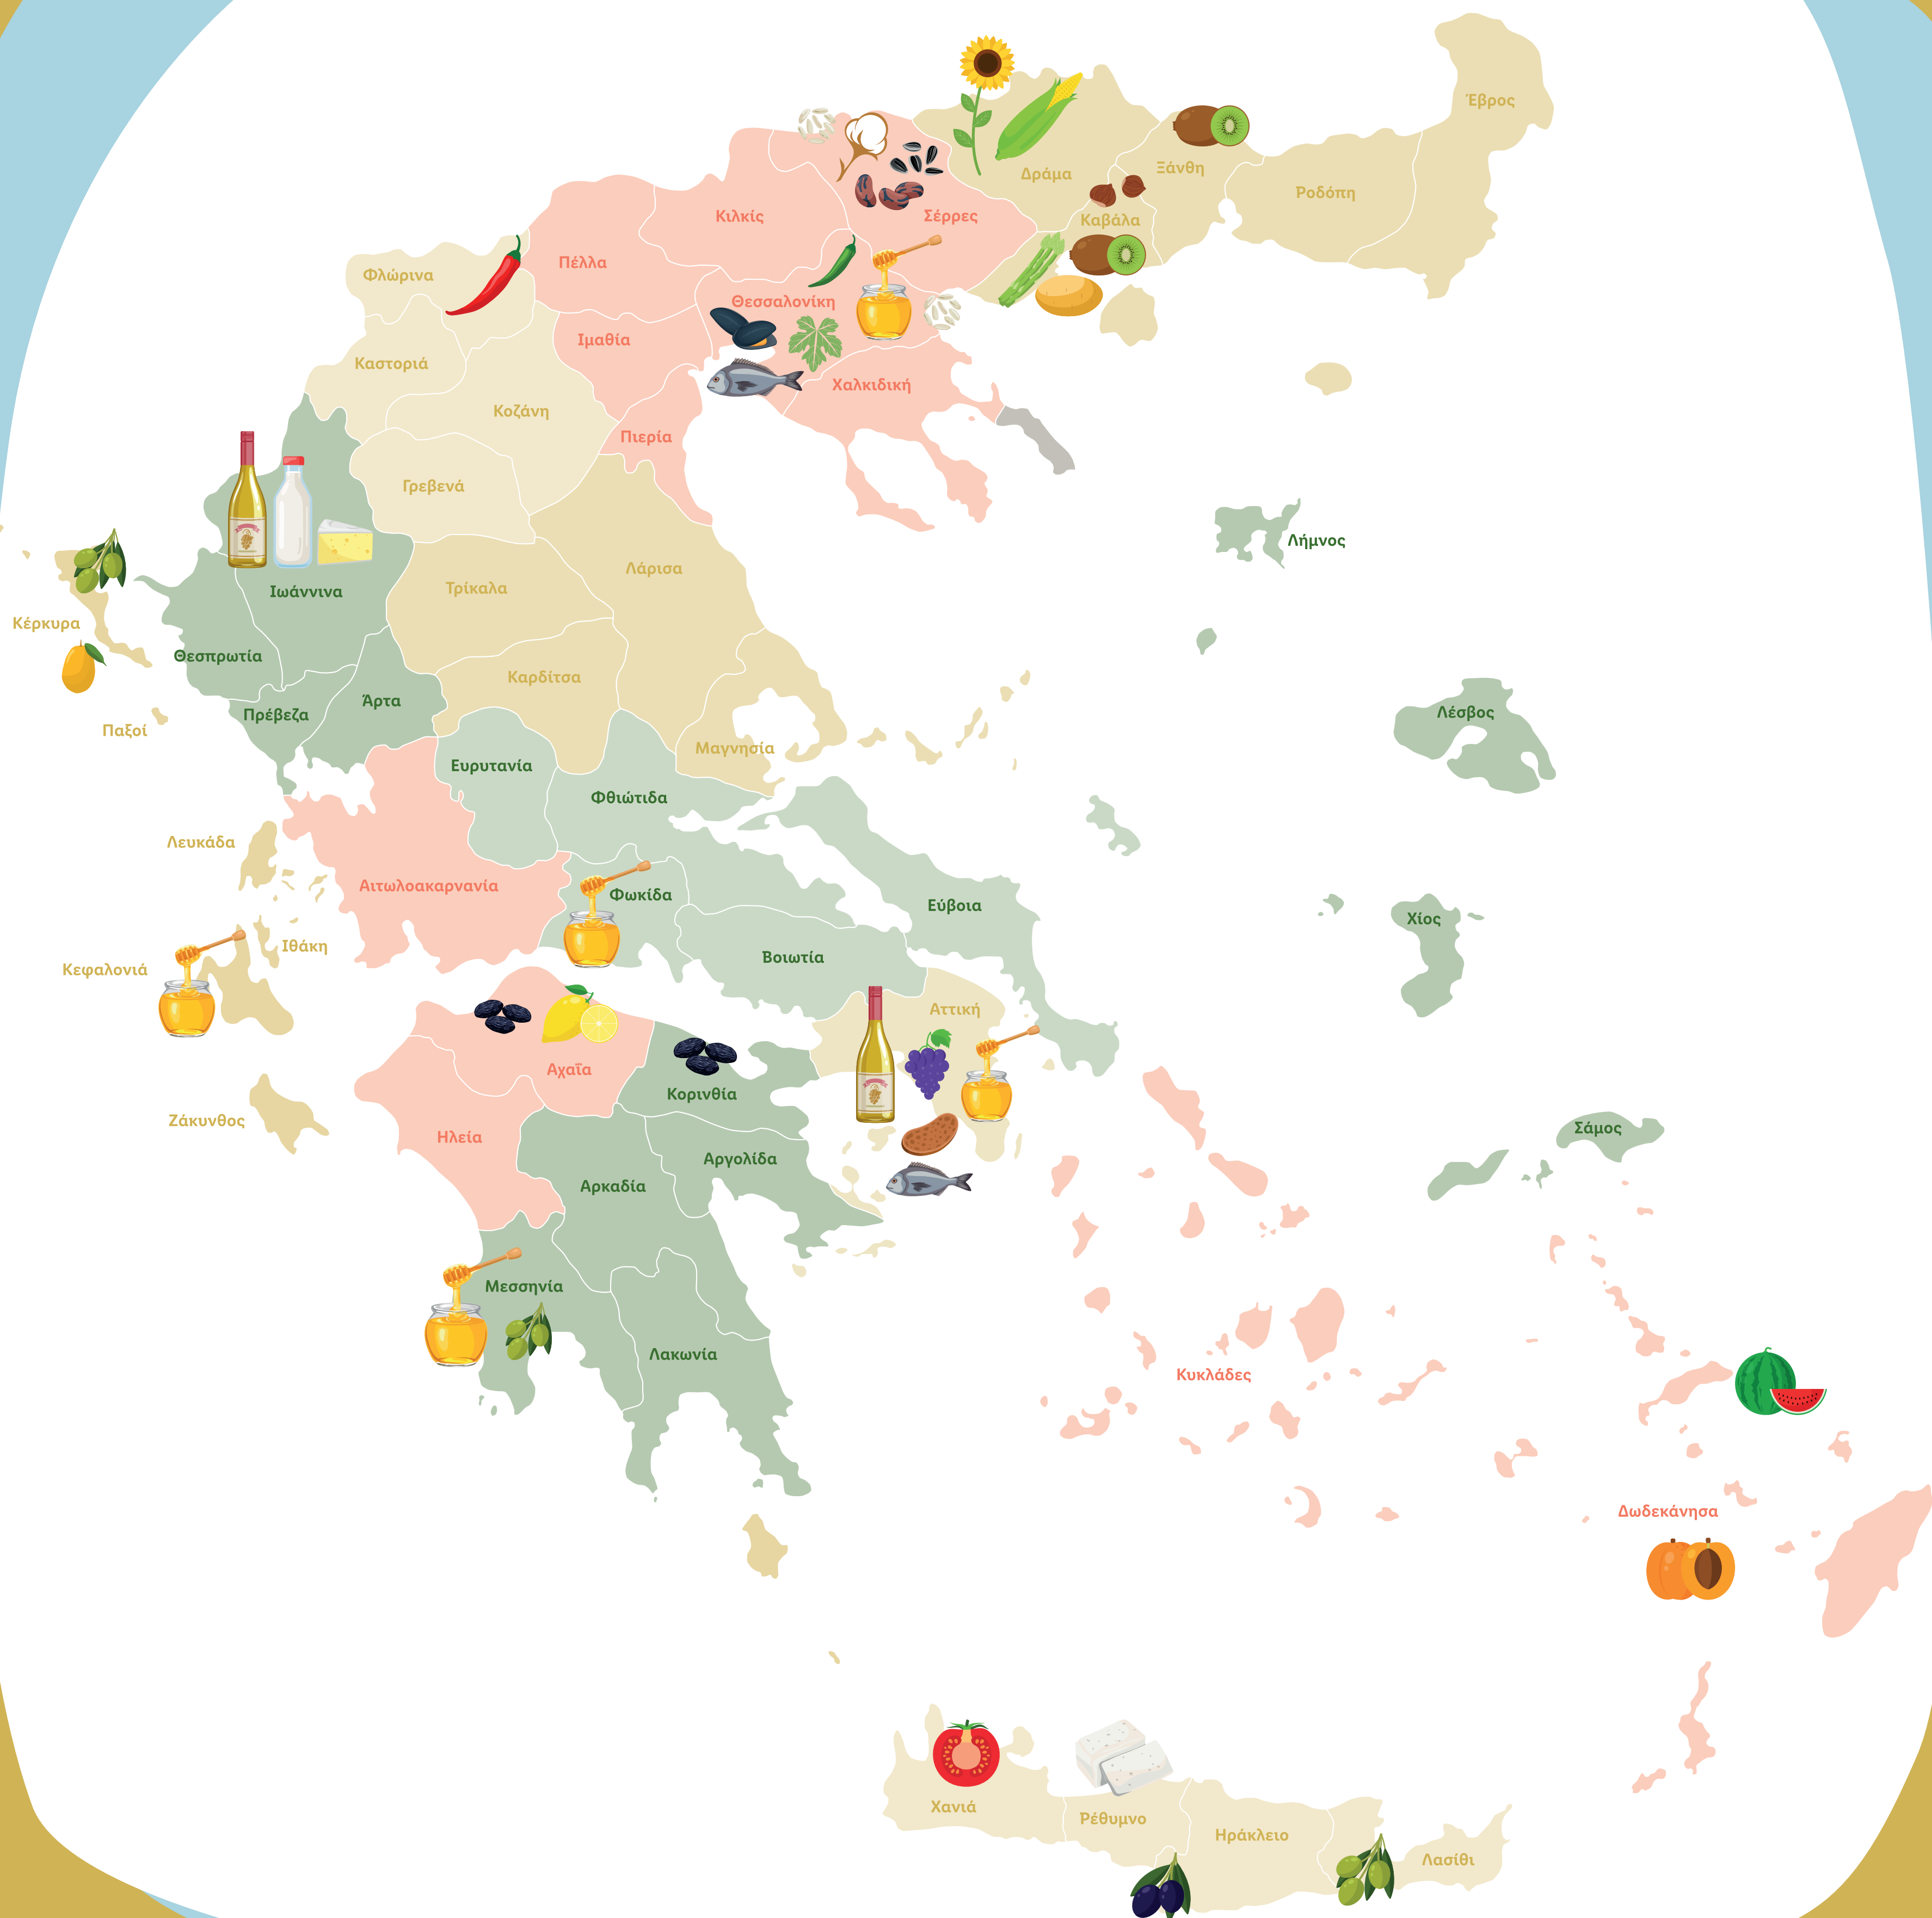 Έβρος
Ξάνθη
Δράμα
Ροδόπη
Κιλκίς
Σέρρες
Καβάλα
Πέλλα
Φλώρινα
Θεσσαλονίκη
Ιμαθία
Καστοριά
Χαλκιδική
Κοζάνη
Πιερία
Γρεβενά
Λήμνος
Λάρισα
Τρίκαλα
Ιωάννινα
Κέρκυρα
Θεσπρωτία
Καρδίτσα
Άρτα
Λέσβος
Πρέβεζα
Παξοί
Μαγνησία
Ευρυτανία
Φθιώτιδα
Λευκάδα
Αιτωλοακαρνανία
Φωκίδα
Εύβοια
Χίος
Ιθάκη
Βοιωτία
Κεφαλονιά
Αττική
Αχαΐα
Κορινθία
Ζάκυνθος
Σάμος
Ηλεία
Αργολίδα
Αρκαδία
Μεσσηνία
Λακωνία
Κυκλάδες
Δωδεκάνησα
Χανιά
Ρέθυμνο
Ηράκλειο
Λασίθι